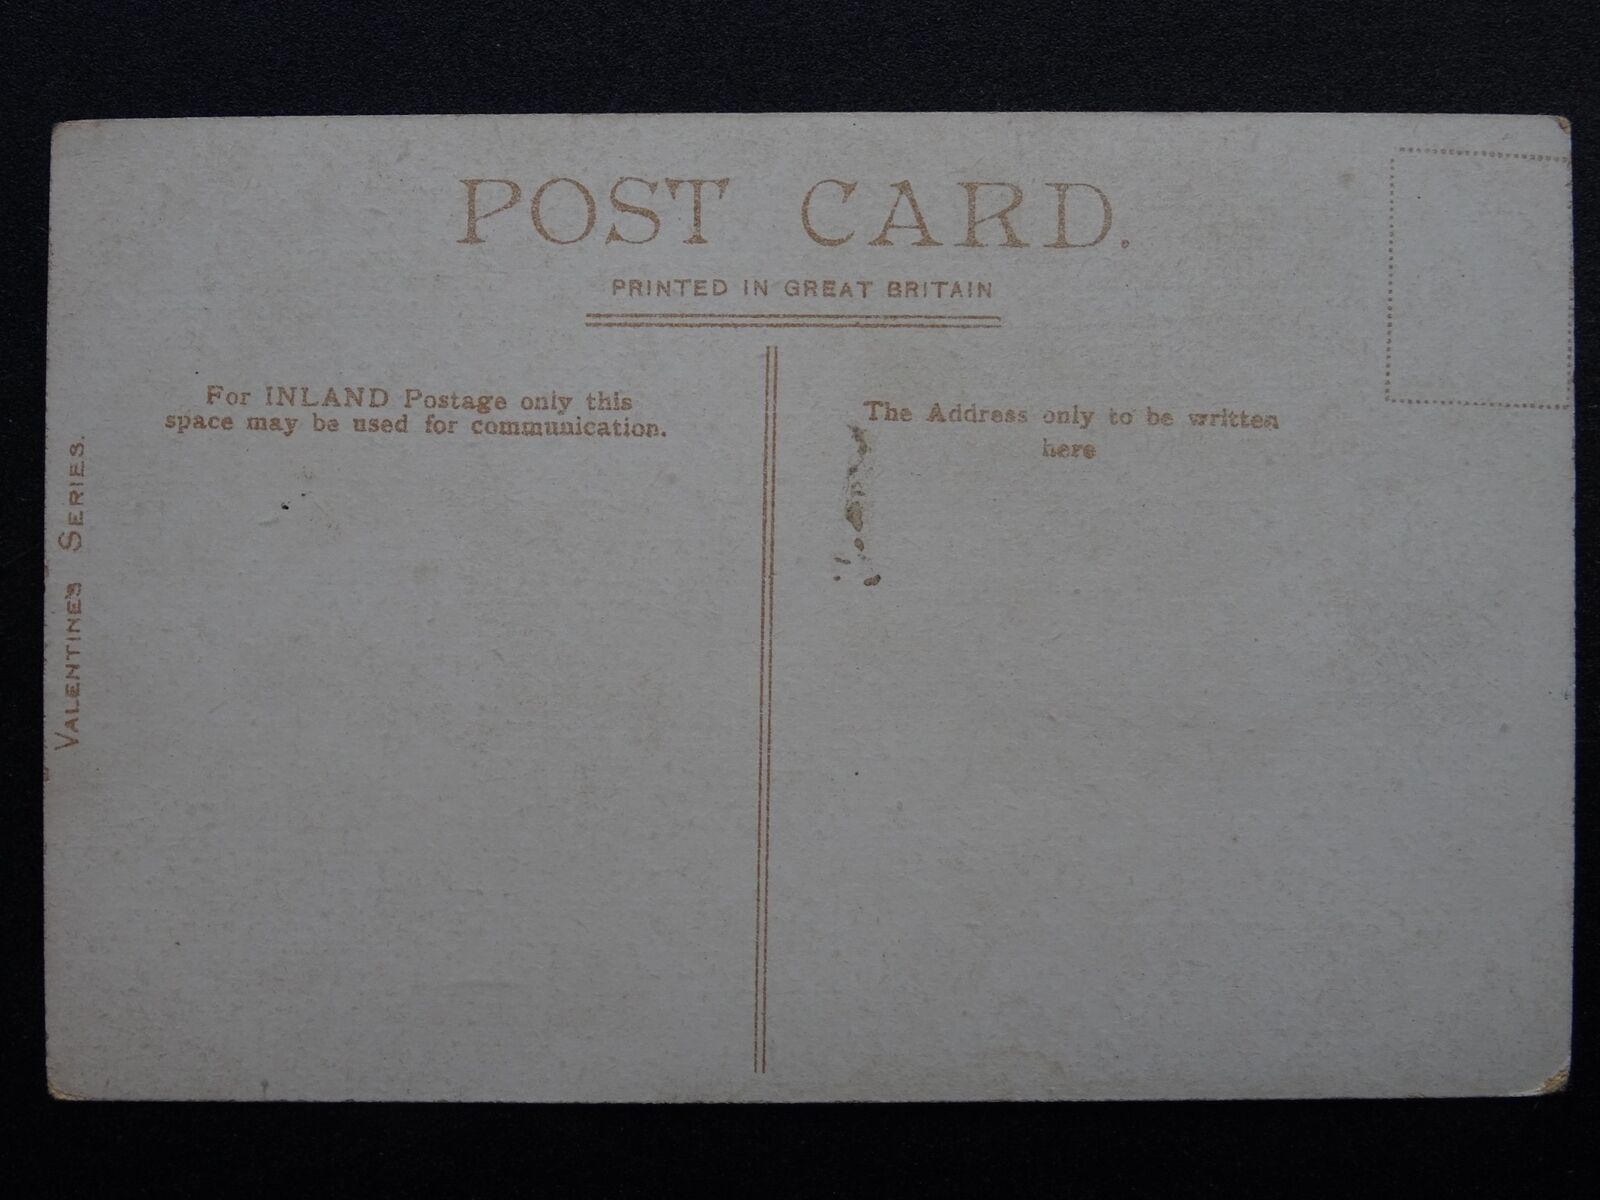 POST CARD.
PRINTED IN GREAT BRITAIN
For INLAND Postage only this
space may be used for communication.
The Address only to be written
here
VALENTINE'S SERIES.